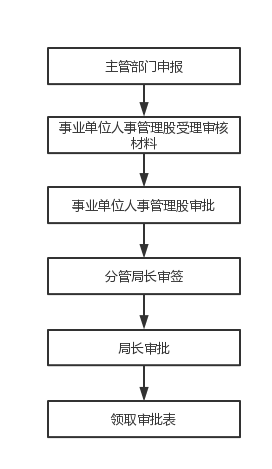 主管部门申报
事业单位人事管理股受理审核
材料
事业单位人事管理股审批
分管局长审签
局长审批
领取审批表